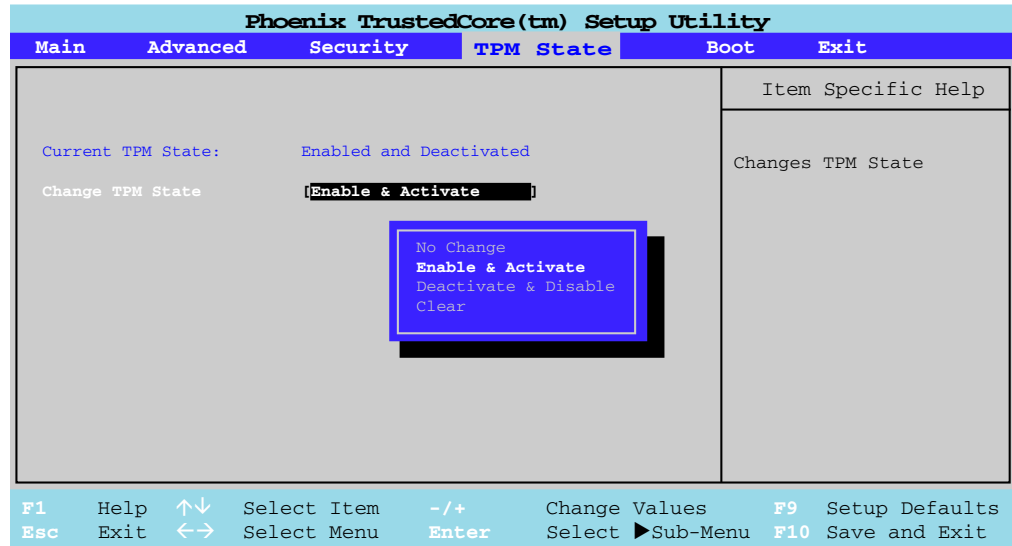 Phoenix TrustedCore(tm) Setup Utility
Main Advanced Security TPM State Boot Exit
Item Specific Help
Current TPM State: Enabled and Deactivated
Changes TPM State
Change TPM State [Enable & Activate ]
No Change
Enable & Activate
Deactivate & Disable
Clear
F1 Help ↑↓ Select Item -/+ Change Values F9 Setup Defaults
Esc Exit ←→ Select Menu Enter Select ▶Sub-Menu F10 Save and Exit